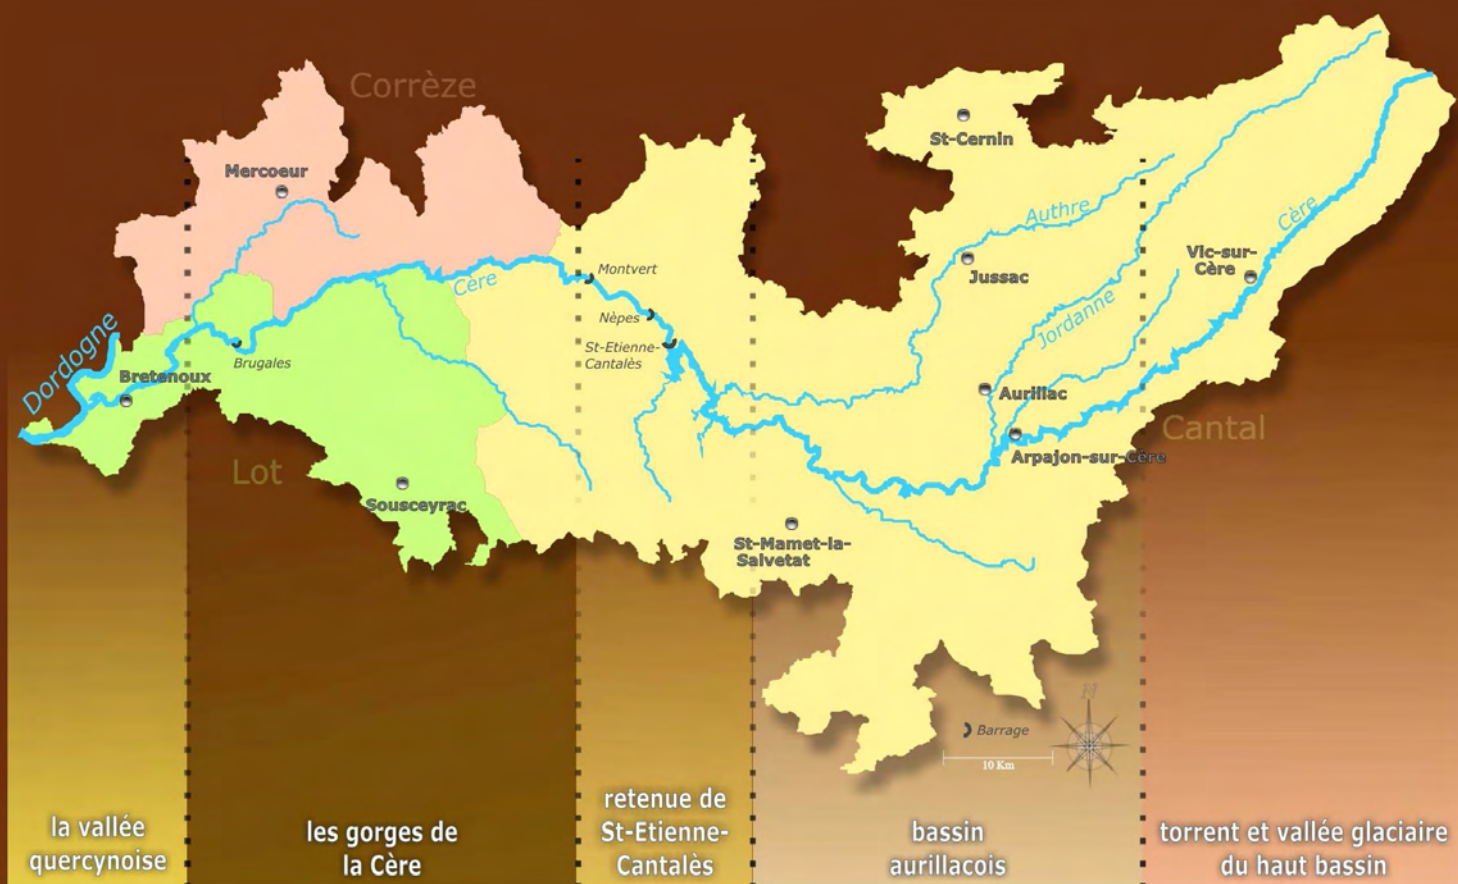 Corrèze
St-Cernin
Mercoeur
Authre
Cère
Vic-sur-
Cère
Montvert
Jussac
Cère
Nèpes
Jordanne
St-Etienne-
Cantalès
Dordogne
Brugales
Bretenoux
Aurillac
Cantal
Arpajon-sur-Cère
Lot
Sousceyrac
St-Mamet-la-
Salvetat
N
Barrage
10 Km
la vallée
quercynoise
les gorges de
la Cère
retenue de
St-Etienne-
Cantalès
bassin
aurillacois
torrent et vallée glaciaire
du haut bassin